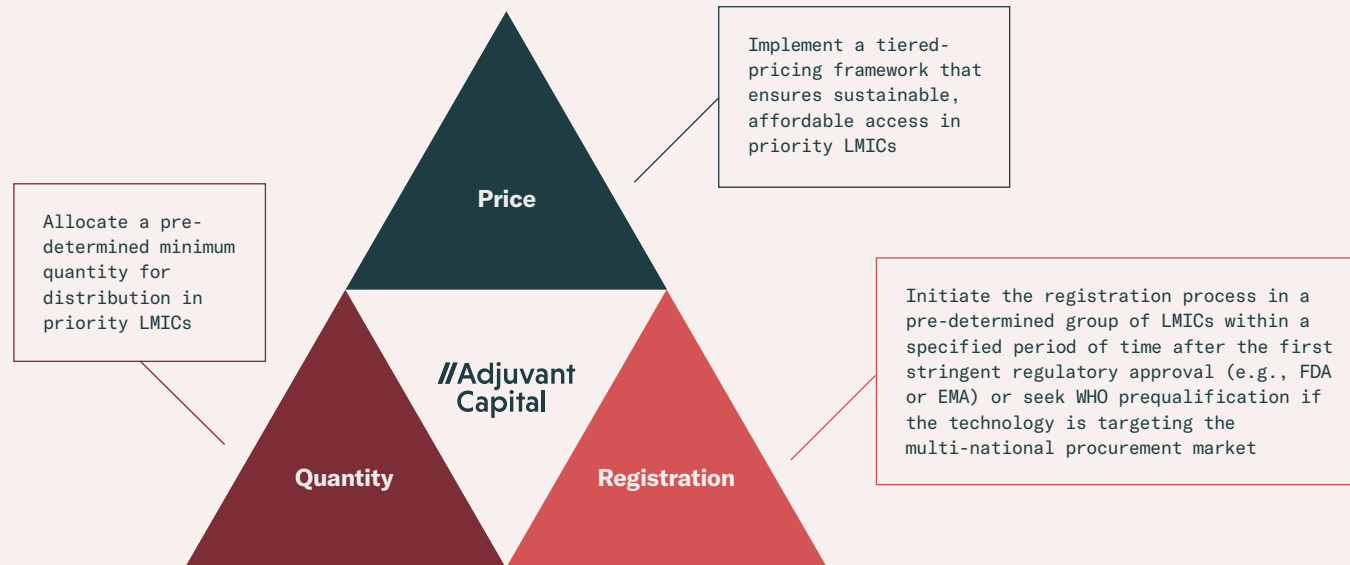 Implement a tiered-
pricing framework that
ensures sustainable,
affordable access in
priority LMICs
Price
Allocate a pre-
determined minimum
quantity for
distribution in
priority LMICs
Initiate the registration process in a
pre-determined group of LMICs within a
specified period of time after the first
stringent regulatory approval (e.g., FDA
or EMA) or seek WHO prequalification if
the technology is targeting the
multi-national procurement market
//Adjuvant
Capital
Quantity
Registration